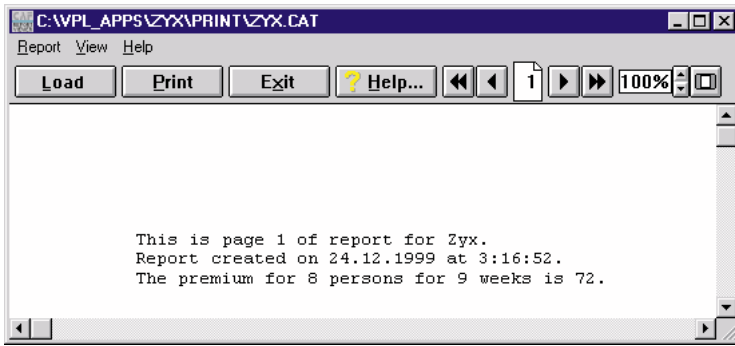 C:\VPL_APPS\ZYX\PRINT\ZYX.CAT
Report View Help
Load Print Exit ? Help... 1 100%
This is page 1 of report for Zyx.
Report created on 24.12.1999 at 3:16:52.
The premium for 8 persons for 9 weeks is 72.